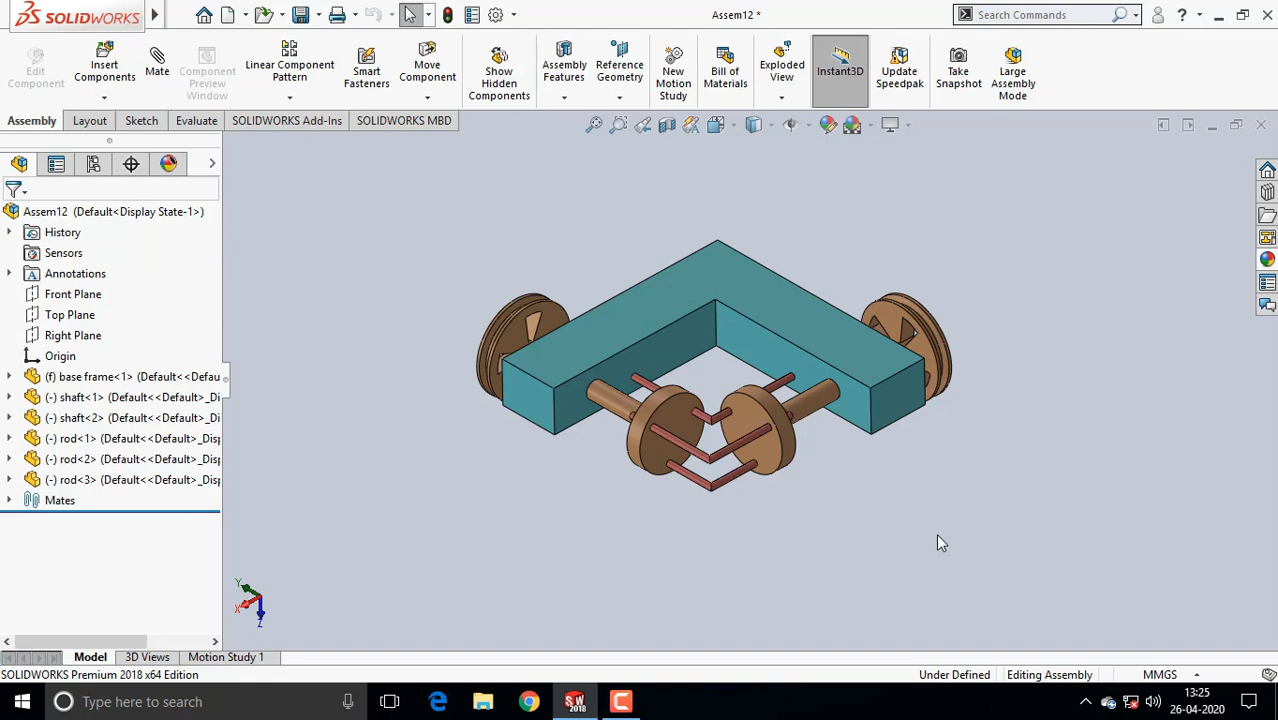 SOLIDWORKS
Assem12 *
Search Commands
?
Edit Component
Insert Components
Mate
Component Preview Window
Linear Component Pattern
Smart Fasteners
Move Component
Show Hidden Components
Assembly Features
Reference Geometry
New Motion Study
Bill of Materials
Exploded View
Instant3D
Update Speedpak
Take Snapshot
Large Assembly Mode
Assembly Layout Sketch Evaluate SOLIDWORKS Add-Ins SOLIDWORKS MBD
Assem12 (Default<Display State-1>)
History
Sensors
Annotations
Front Plane
Top Plane
Right Plane
Origin
(f) base frame<1> (Default<<Defau
(-) shaft<1> (Default<<Default>_Di
(-) shaft<2> (Default<<Default>_Di
(-) rod<1> (Default<<Default>_Disp
(-) rod<2> (Default<<Default>_Disp
(-) rod<3> (Default<<Default>_Disp
Mates
Y
X
Z
Model 3D Views Motion Study 1
SOLIDWORKS Premium 2018 x64 Edition Under Defined Editing Assembly MMGS
Type here to search
SW 2018
13:25
26-04-2020